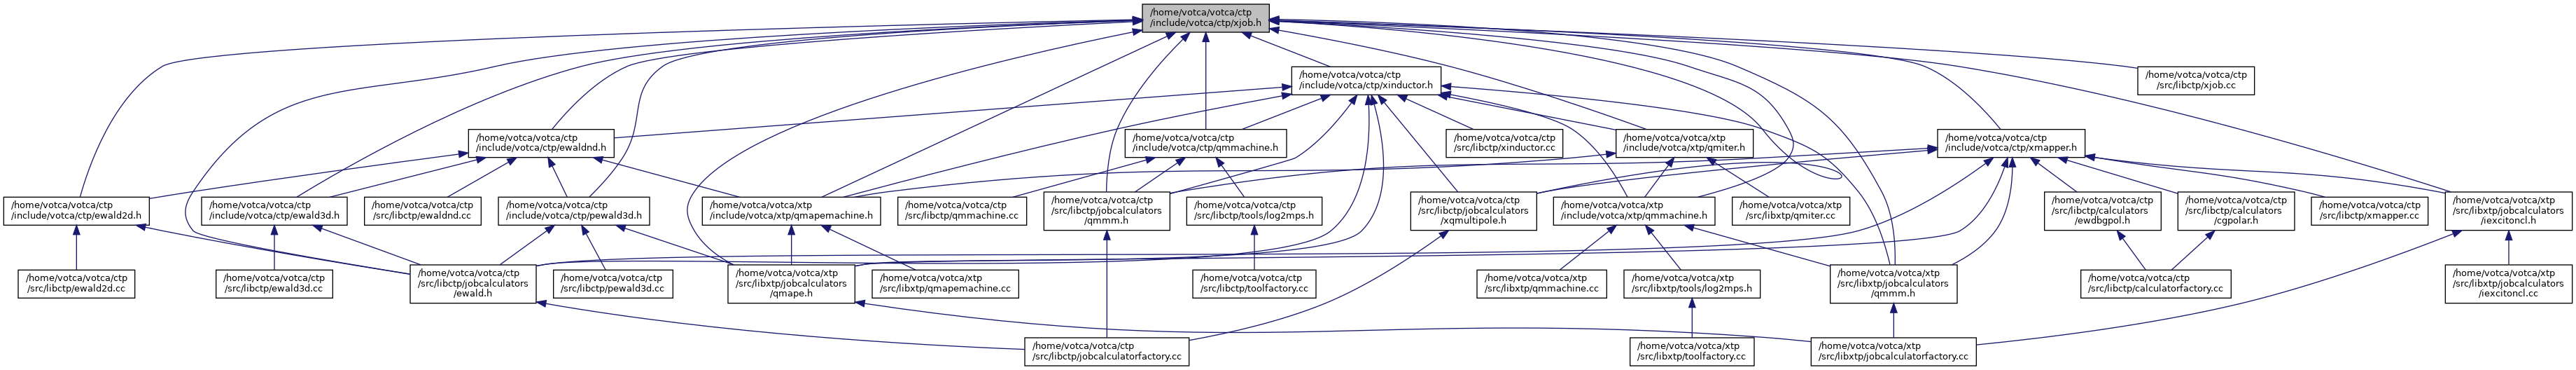 /home/votca/votca/ctp
/include/votca/ctp/xjob.h
/home/votca/votca/ctp
/include/votca/ctp/xinductor.h
/home/votca/votca/ctp
/src/libctp/xjob.cc
/home/votca/votca/ctp
/include/votca/ctp/ewaldnd.h
/home/votca/votca/ctp
/include/votca/ctp/qmmachine.h
/home/votca/votca/ctp
/src/libctp/xinductor.cc
/home/votca/votca/xtp
/include/votca/xtp/qmiter.h
/home/votca/votca/ctp
/include/votca/ctp/xmapper.h
/home/votca/votca/ctp
/include/votca/ctp/ewald2d.h
/home/votca/votca/ctp
/include/votca/ctp/ewald3d.h
/home/votca/votca/ctp
/src/libctp/ewaldnd.cc
/home/votca/votca/ctp
/include/votca/ctp/pewald3d.h
/home/votca/votca/xtp
/include/votca/xtp/qmapemachine.h
/home/votca/votca/ctp
/src/libctp/qmmachine.cc
/home/votca/votca/ctp
/src/libctp/jobcalculators
/qmmm.h
/home/votca/votca/ctp
/src/libctp/tools/log2mps.h
/home/votca/votca/ctp
/src/libctp/jobcalculators
/xqmultipole.h
/home/votca/votca/xtp
/include/votca/xtp/qmmachine.h
/home/votca/votca/xtp
/src/libxtp/qmiter.cc
/home/votca/votca/ctp
/src/libctp/calculators
/ewdbgpol.h
/home/votca/votca/ctp
/src/libctp/calculators
/cgpolar.h
/home/votca/votca/ctp
/src/libctp/xmapper.cc
/home/votca/votca/xtp
/src/libxtp/jobcalculators
/iexcitoncl.h
/home/votca/votca/ctp
/src/libctp/ewald2d.cc
/home/votca/votca/ctp
/src/libctp/ewald3d.cc
/home/votca/votca/ctp
/src/libctp/jobcalculators
/ewald.h
/home/votca/votca/ctp
/src/libctp/pewald3d.cc
/home/votca/votca/xtp
/src/libxtp/jobcalculators
/qmape.h
/home/votca/votca/xtp
/src/libxtp/qmapemachine.cc
/home/votca/votca/ctp
/src/libctp/toolfactory.cc
/home/votca/votca/xtp
/src/libxtp/qmmachine.cc
/home/votca/votca/xtp
/src/libxtp/tools/log2mps.h
/home/votca/votca/xtp
/src/libxtp/jobcalculators
/qmmm.h
/home/votca/votca/ctp
/src/libctp/calculatorfactory.cc
/home/votca/votca/xtp
/src/libxtp/jobcalculators
/iexcitoncl.cc
/home/votca/votca/ctp
/src/libctp/jobcalculatorfactory.cc
/home/votca/votca/xtp
/src/libxtp/toolfactory.cc
/home/votca/votca/xtp
/src/libxtp/jobcalculatorfactory.cc